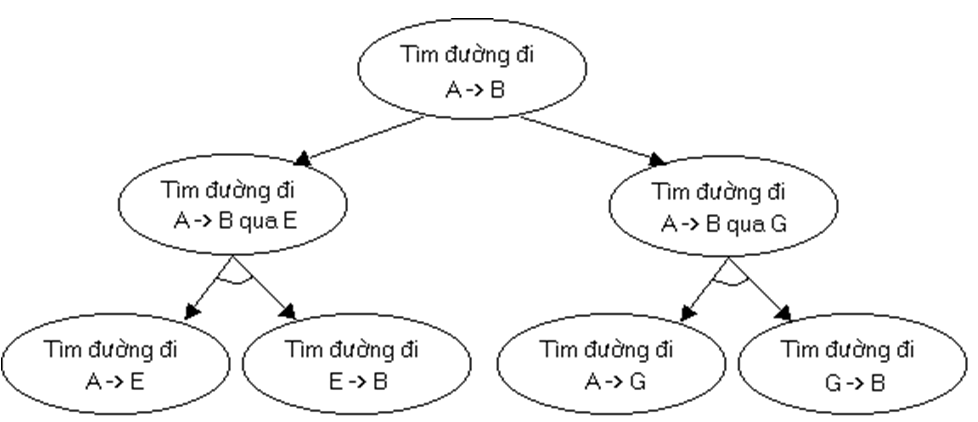 Tìm đường đi
A -> B
Tìm đường đi
A -> B qua E
Tìm đường đi
A -> B qua G
Tìm đường đi
A -> E
Tìm đường đi
E -> B
Tìm đường đi
A -> G
Tìm đường đi
G -> B